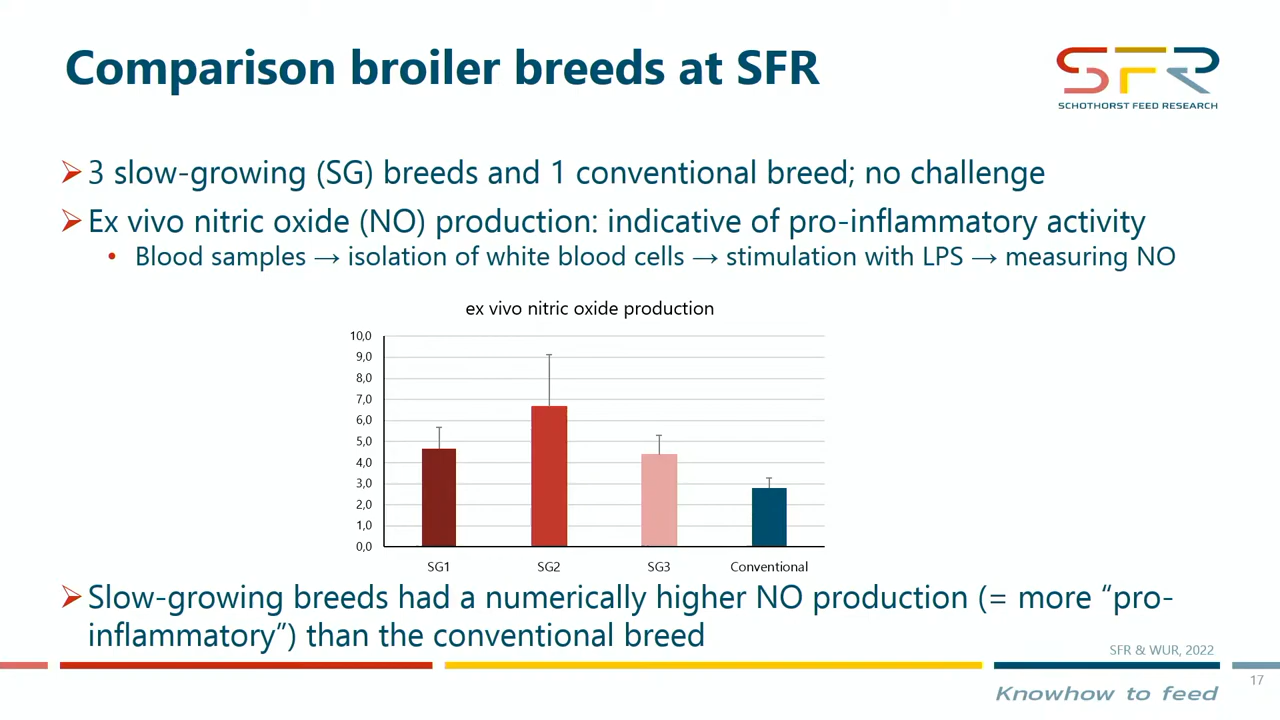 Comparison broiler breeds at SFR
SFR
SCHOTHORST FEED RESEARCH
3 slow-growing (SG) breeds and 1 conventional breed; no challenge
Ex vivo nitric oxide (NO) production: indicative of pro-inflammatory activity
• Blood samples → isolation of white blood cells → stimulation with LPS → measuring NO
ex vivo nitric oxide production
10,0
9,0
8,0
7,0
6,0
5,0
4,0
3,0
2,0
1,0
0,0
SG1 SG2 SG3 Conventional
Slow-growing breeds had a numerically higher NO production (= more “pro-
inflammatory”) than the conventional breed
SFR & WUR, 2022
17
Knowhow to feed